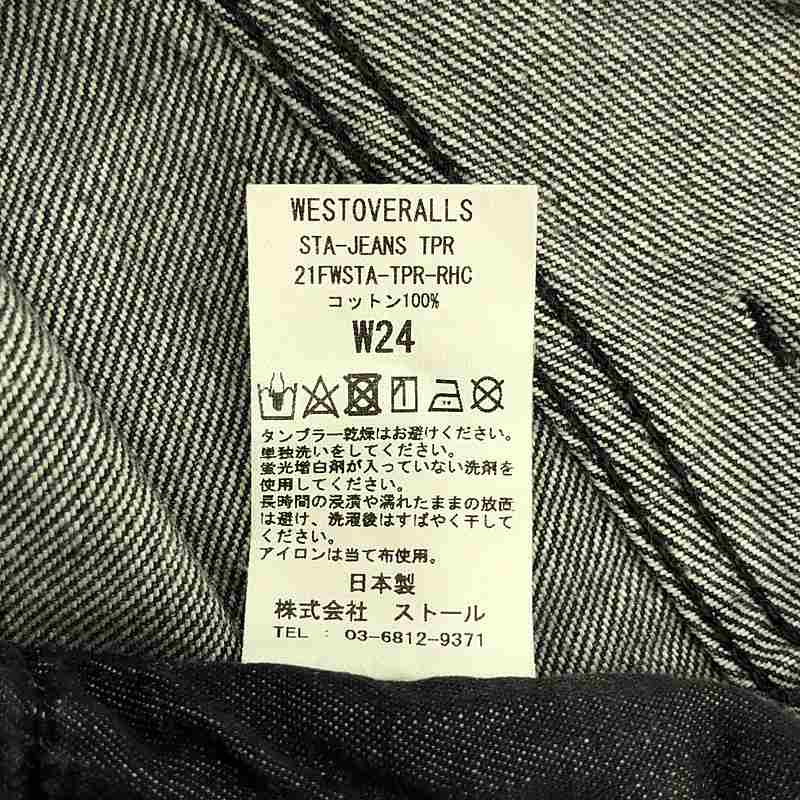 WESTOVERALLS
STA-JEANS TPR
21FWSTA-TPR-RHC
コットン100%
W24
タンブラー乾燥はお避けください。
単独洗いをしてください。
蛍光増白剤が入っていない洗剤を
使用してください。
長時間の浸漬や濡れたままの放置
は避け、洗濯後はすばやく干して
ください。
アイロンは当て布使用。
日本製
株式会社 ストール
TEL : 03-6812-9371